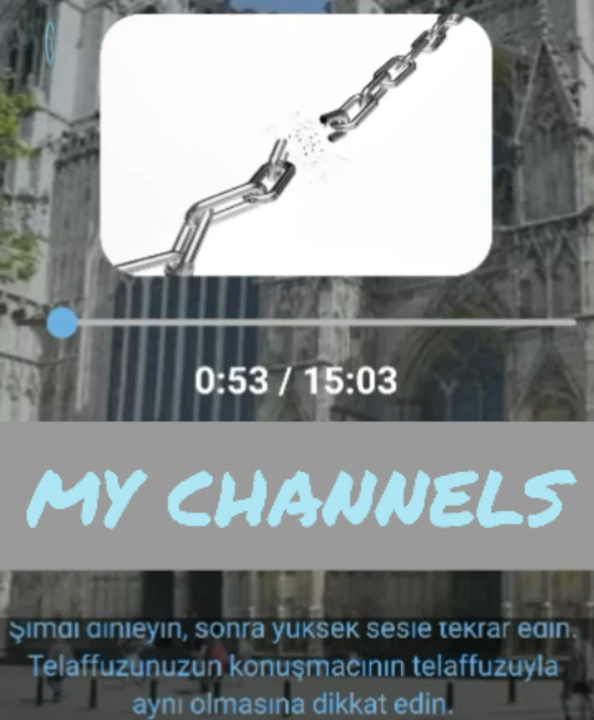 0:53 / 15:03
MY CHANNELS
Şimdi dinleyin, sonra yüksek sesle tekrar edin.
Telaffuzunuzun konuşmacının telaffuzuyla
aynı olmasına dikkat edin.